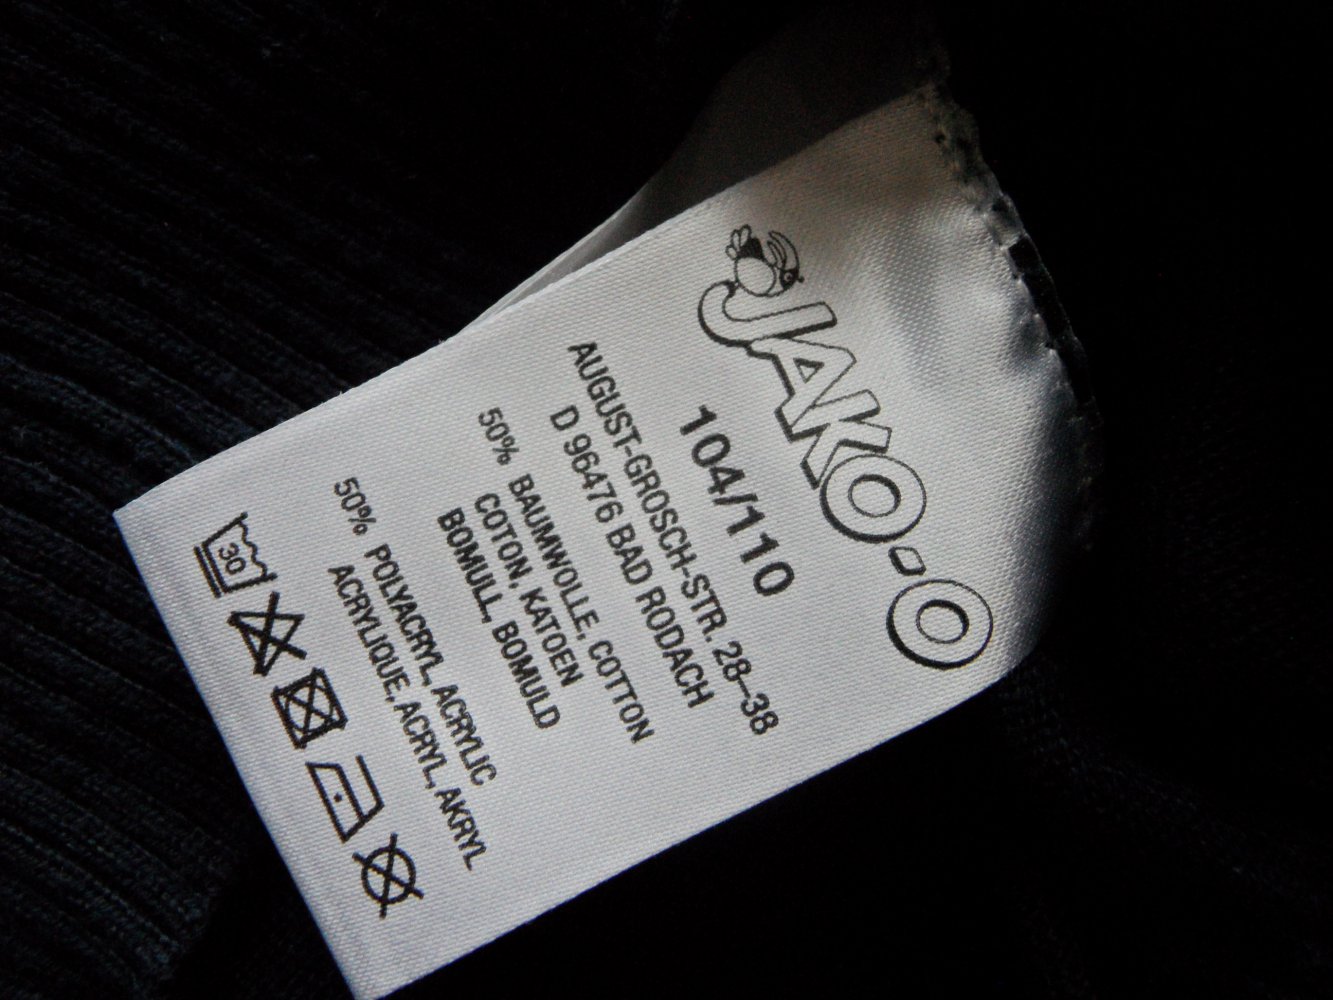 JAKO-O
104/110
AUGUST-GROSCH-STR. 28–38
D 96476 BAD RODACH
50% BAUMWOLLE, COTTON
COTON, KATOEN
BOMULL, BOMULD
50% POLYACRYL, ACRYLIC
ACRYLIQUE, ACRYL, AKRYL
30